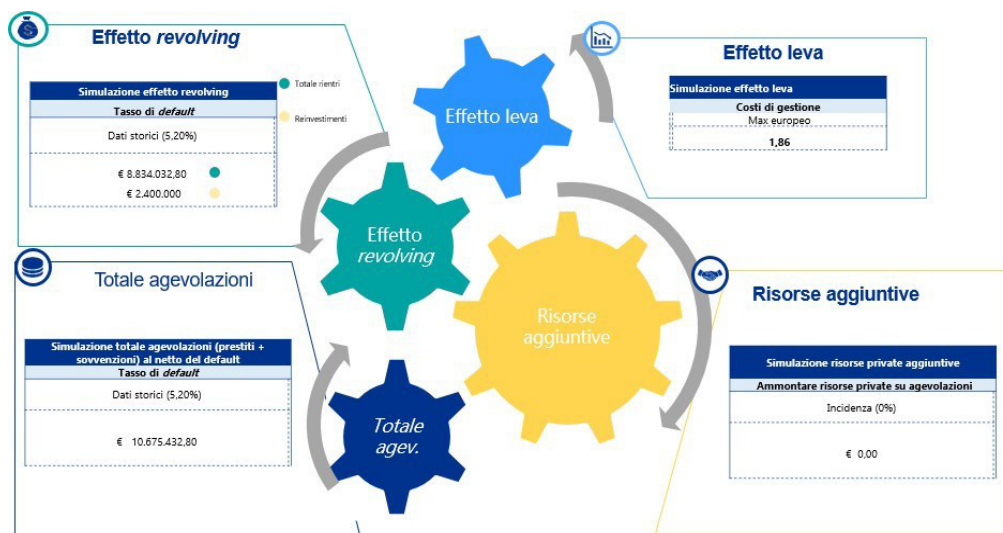 Effetto revolving
Simulazione effetto revolving
Tasso di default
Dati storici (5,20%)
€ 8.834.032,80
€ 2.400.000
Totale rientri
Reinvestimenti
Effetto leva
Effetto leva
Simulazione effetto leva
Costi di gestione
Max europeo
1,86
Effetto
revolving
Risorse
aggiuntive
Totale
agev.
Totale agevolazioni
Simulazione totale agevolazioni (prestiti +
sovvenzioni) al netto del default
Tasso di default
Dati storici (5,20%)
€ 10.675.432,80
Risorse aggiuntive
Simulazione risorse private aggiuntive
Ammontare risorse private su agevolazioni
Incidenza (0%)
€ 0,00